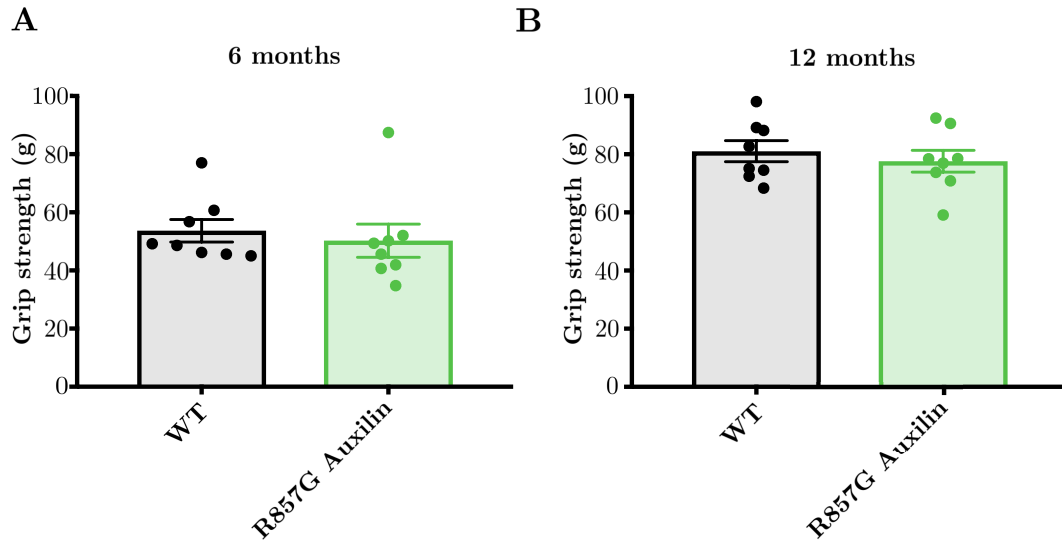 A
6 months
Grip strength (g)
100
80
60
40
20
0
WT
R857G Auxilin
B
12 months
Grip strength (g)
100
80
60
40
20
0
WT
R857G Auxilin